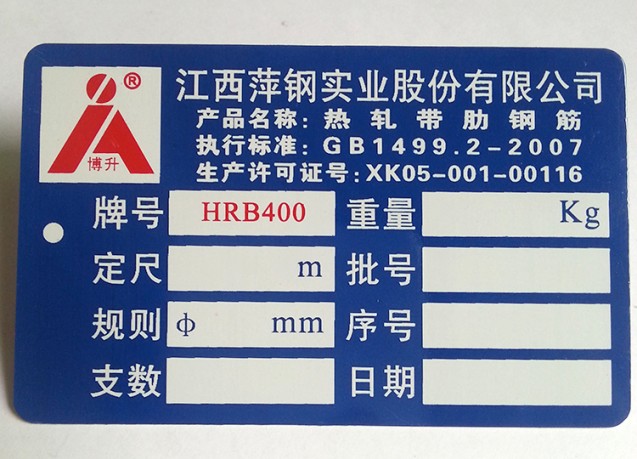 ®
博升
江西萍钢实业股份有限公司
产品名称：热轧带肋钢筋
执行标准：GB1499.2-2007
生产许可证号：XK05-001-00116
牌号 HRB400 重量 Kg
定尺 m 批号
规则 ф mm 序号
支数 日期